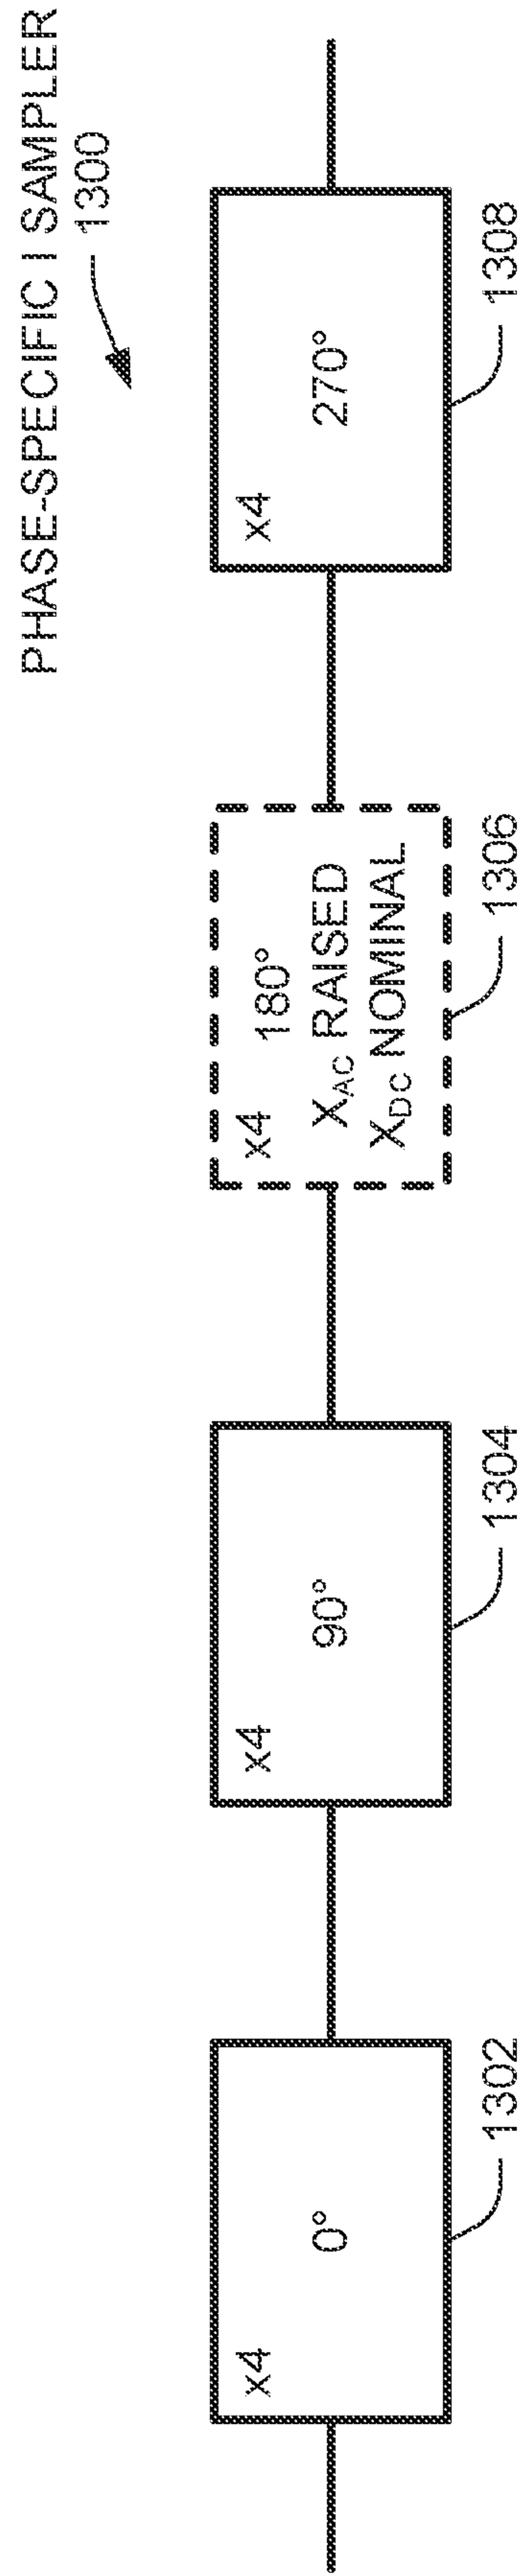 PHASE-SPECIFIC I SAMPLER
1300
x4
0°
1302
x4
90°
1304
x4
180°
XAC RAISED
XDC NOMINAL
1306
x4
270°
1308